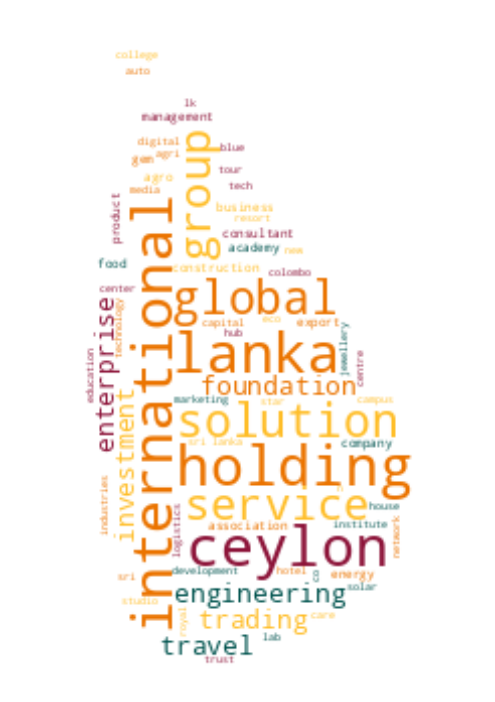 college
auto
lk
management
group
digital
blue
agri
gem
tour
agro
tech
media
product
international
business
resort
consultant
academy
new
food
construction
colombo
center
global
enterprise
technology
capital
eco
export
hub
jewellery
lanka
education
centre
foundation
investment
marketing
star
campus
solution
sri lanka
company
holding
industries
service
house
logistics
association
institute
network
ceylon
sri
development
hotel
co
energy
engineering
solar
studio
royal
trading
care
travel
lab
trust